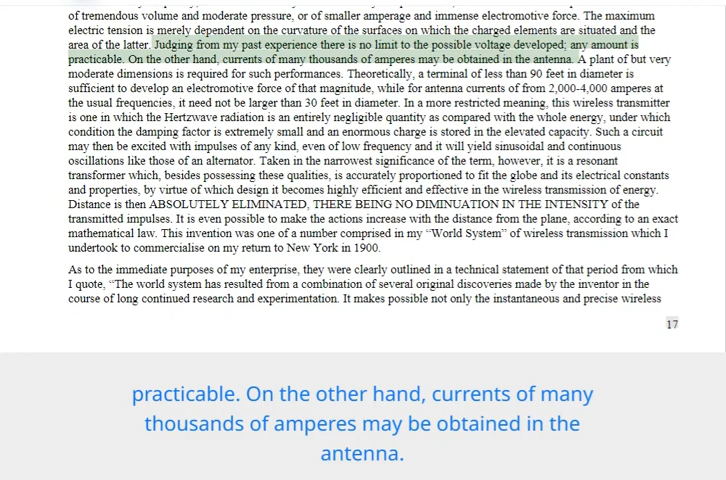 of tremendous volume and moderate pressure, or of smaller amperage and immense electromotive force. The maximum
electric tension is merely dependent on the curvature of the surfaces on which the charged elements are situated and the
area of the latter. Judging from my past experience there is no limit to the possible voltage developed; any amount is
practicable. On the other hand, currents of many thousands of amperes may be obtained in the antenna. A plant of but very
moderate dimensions is required for such performances. Theoretically, a terminal of less than 90 feet in diameter is
sufficient to develop an electromotive force of that magnitude, while for antenna currents of from 2,000-4,000 amperes at
the usual frequencies, it need not be larger than 30 feet in diameter. In a more restricted meaning, this wireless transmitter
is one in which the Hertzwave radiation is an entirely negligible quantity as compared with the whole energy, under which
condition the damping factor is extremely small and an enormous charge is stored in the elevated capacity. Such a circuit
may then be excited with impulses of any kind, even of low frequency and it will yield sinusoidal and continuous
oscillations like those of an alternator. Taken in the narrowest significance of the term, however, it is a resonant
transformer which, besides possessing these qualities, is accurately proportioned to fit the globe and its electrical constants
and properties, by virtue of which design it becomes highly efficient and effective in the wireless transmission of energy.
Distance is then ABSOLUTELY ELIMINATED, THERE BEING NO DIMINUATION IN THE INTENSITY of the
transmitted impulses. It is even possible to make the actions increase with the distance from the plane, according to an exact
mathematical law. This invention was one of a number comprised in my “World System” of wireless transmission which I
undertook to commercialise on my return to New York in 1900.
As to the immediate purposes of my enterprise, they were clearly outlined in a technical statement of that period from which
I quote, “The world system has resulted from a combination of several original discoveries made by the inventor in the
course of long continued research and experimentation. It makes possible not only the instantaneous and precise wireless
17
practicable. On the other hand, currents of many
thousands of amperes may be obtained in the
antenna.